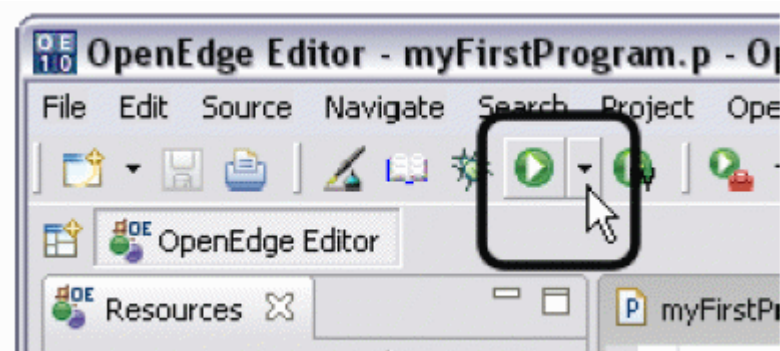 OE 10 OpenEdge Editor - myFirstProgram.p - Op
File Edit Source Navigate Search Project Ope
OE OpenEdge Editor
OE Resources P myFirstPr